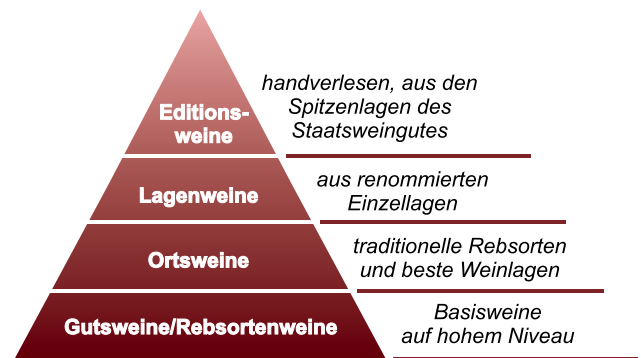 Editions-
weine
handverlesen, aus den
Spitzenlagen des
Staatsweingutes
Lagenweine
aus renommierten
Einzellagen
Ortsweine
traditionelle Rebsorten
und beste Weinlagen
Gutsweine/Rebsortenweine
Basisweine
auf hohem Niveau